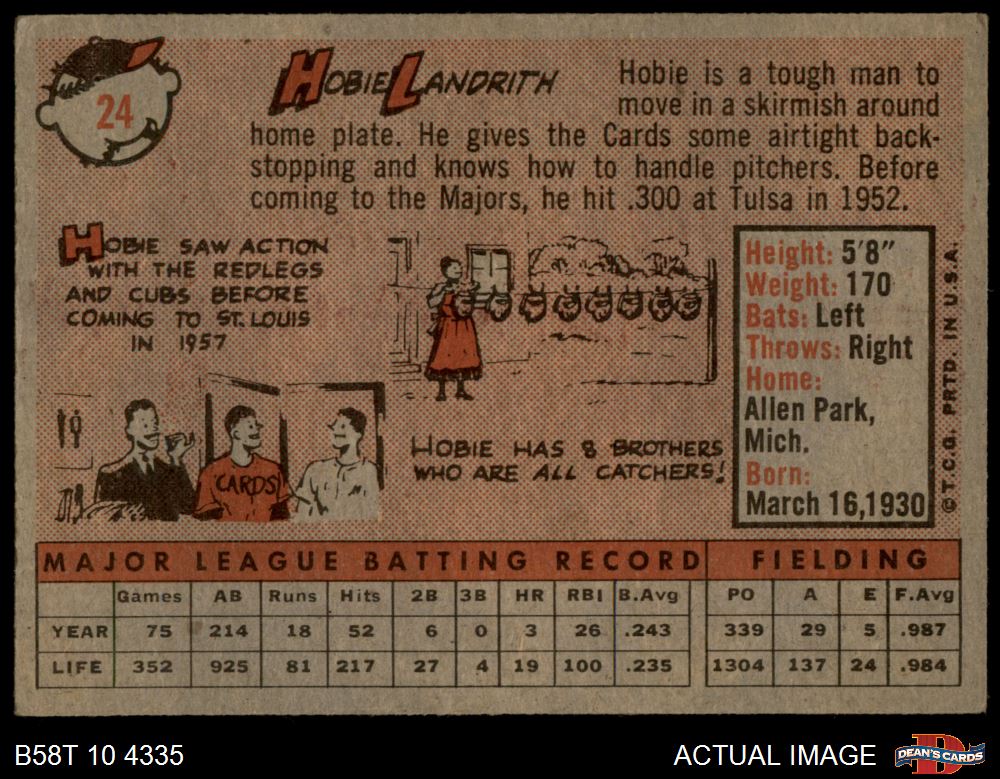 24
HOBIE LANDRITH
Hobie is a tough man to
move in a skirmish around
home plate. He gives the Cards some airtight back-
stopping and knows how to handle pitchers. Before
coming to the Majors, he hit .300 at Tulsa in 1952.
HOBIE SAW ACTION
WITH THE REDLEGS
AND CUBS BEFORE
COMING TO ST. LOUIS
IN 1957
CARDS
HOBIE HAS 8 BROTHERS
WHO ARE ALL CATCHERS!
Height: 5'8"
Weight: 170
Bats: Left
Throws: Right
Home:
Allen Park,
Mich.
Born:
March 16,1930
©T.C.G. PRTD. IN U.S.A.
MAJOR LEAGUE BATTING RECORD FIELDING
Games AB Runs Hits 2B 3B HR RBI B.Avg PO A E F.Avg
YEAR 75 214 18 52 6 0 3 26 .243 339 29 5 .987
LIFE 352 925 81 217 27 4 19 100 .235 1304 137 24 .984
B58T 10 4335 ACTUAL IMAGE DEAN'S CARDS